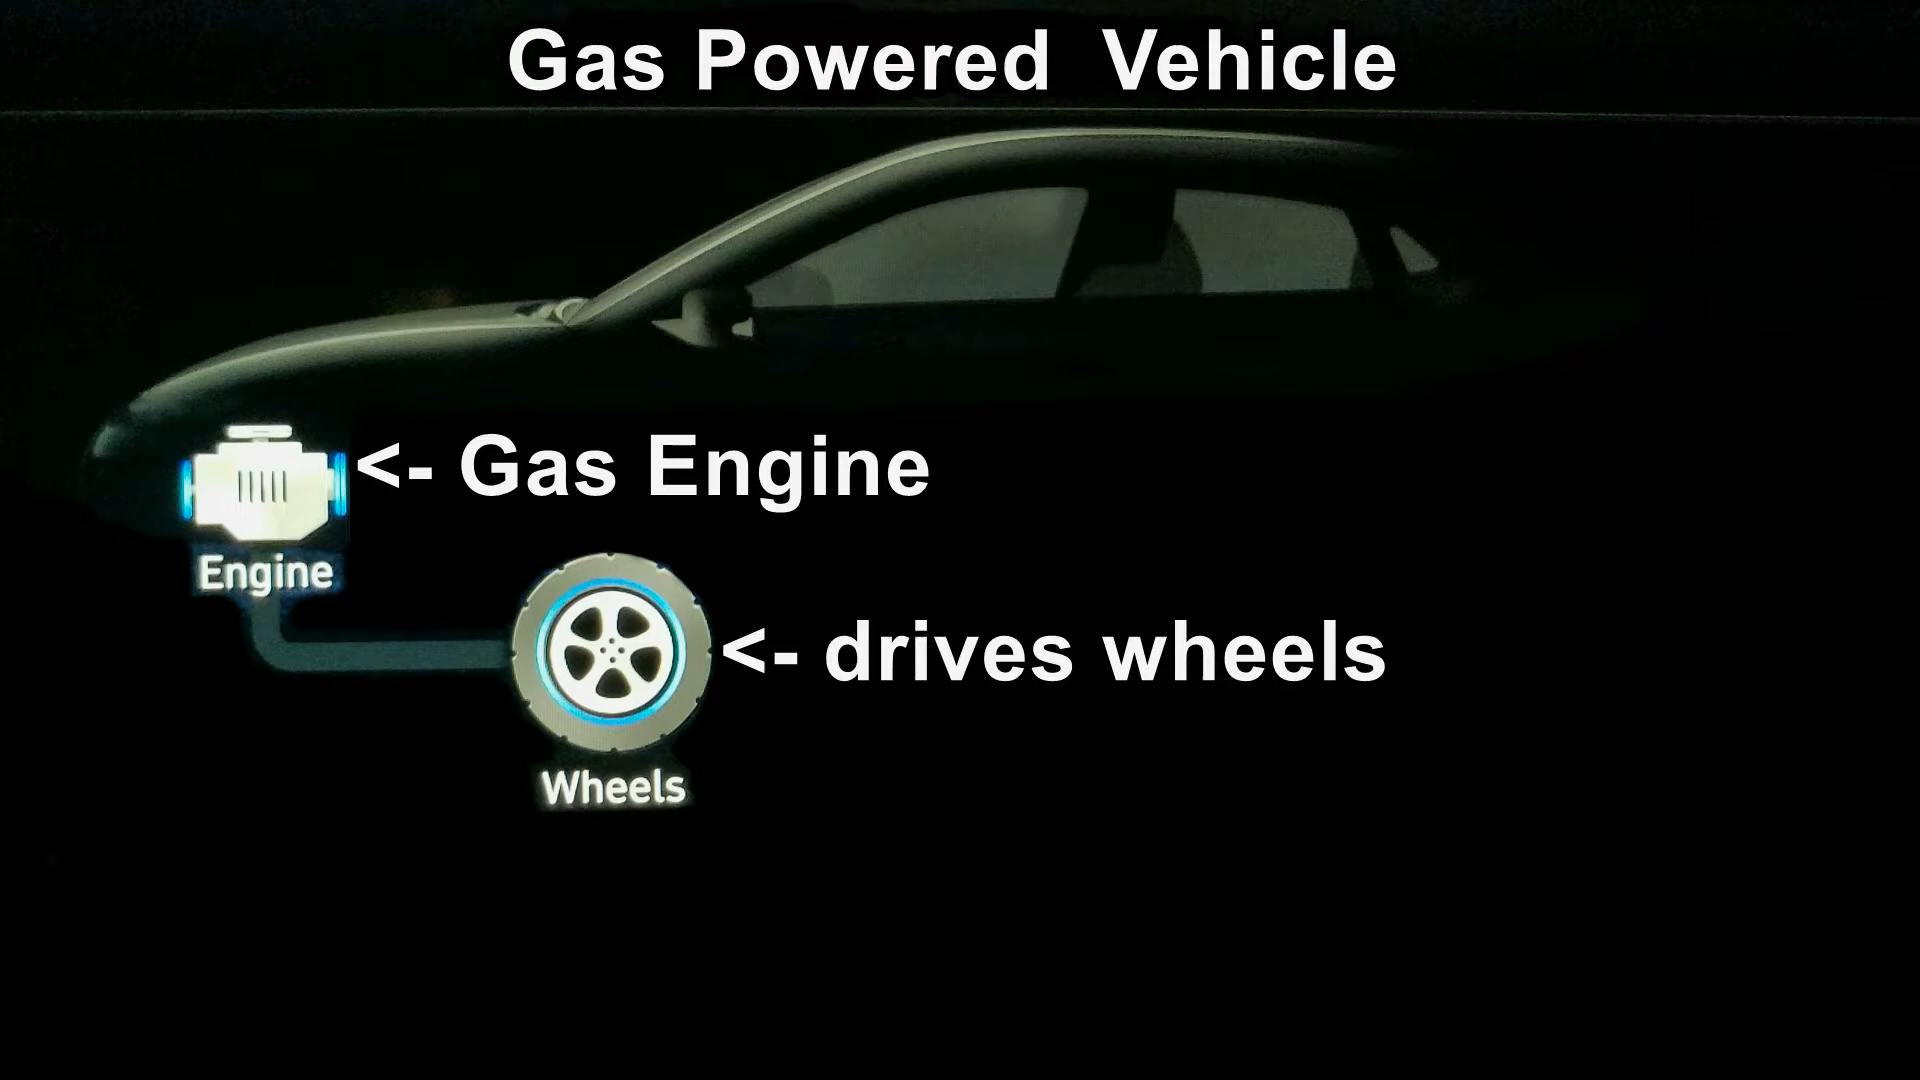 Gas Powered  Vehicle
<- Gas Engine
Engine
<- drives wheels
Wheels